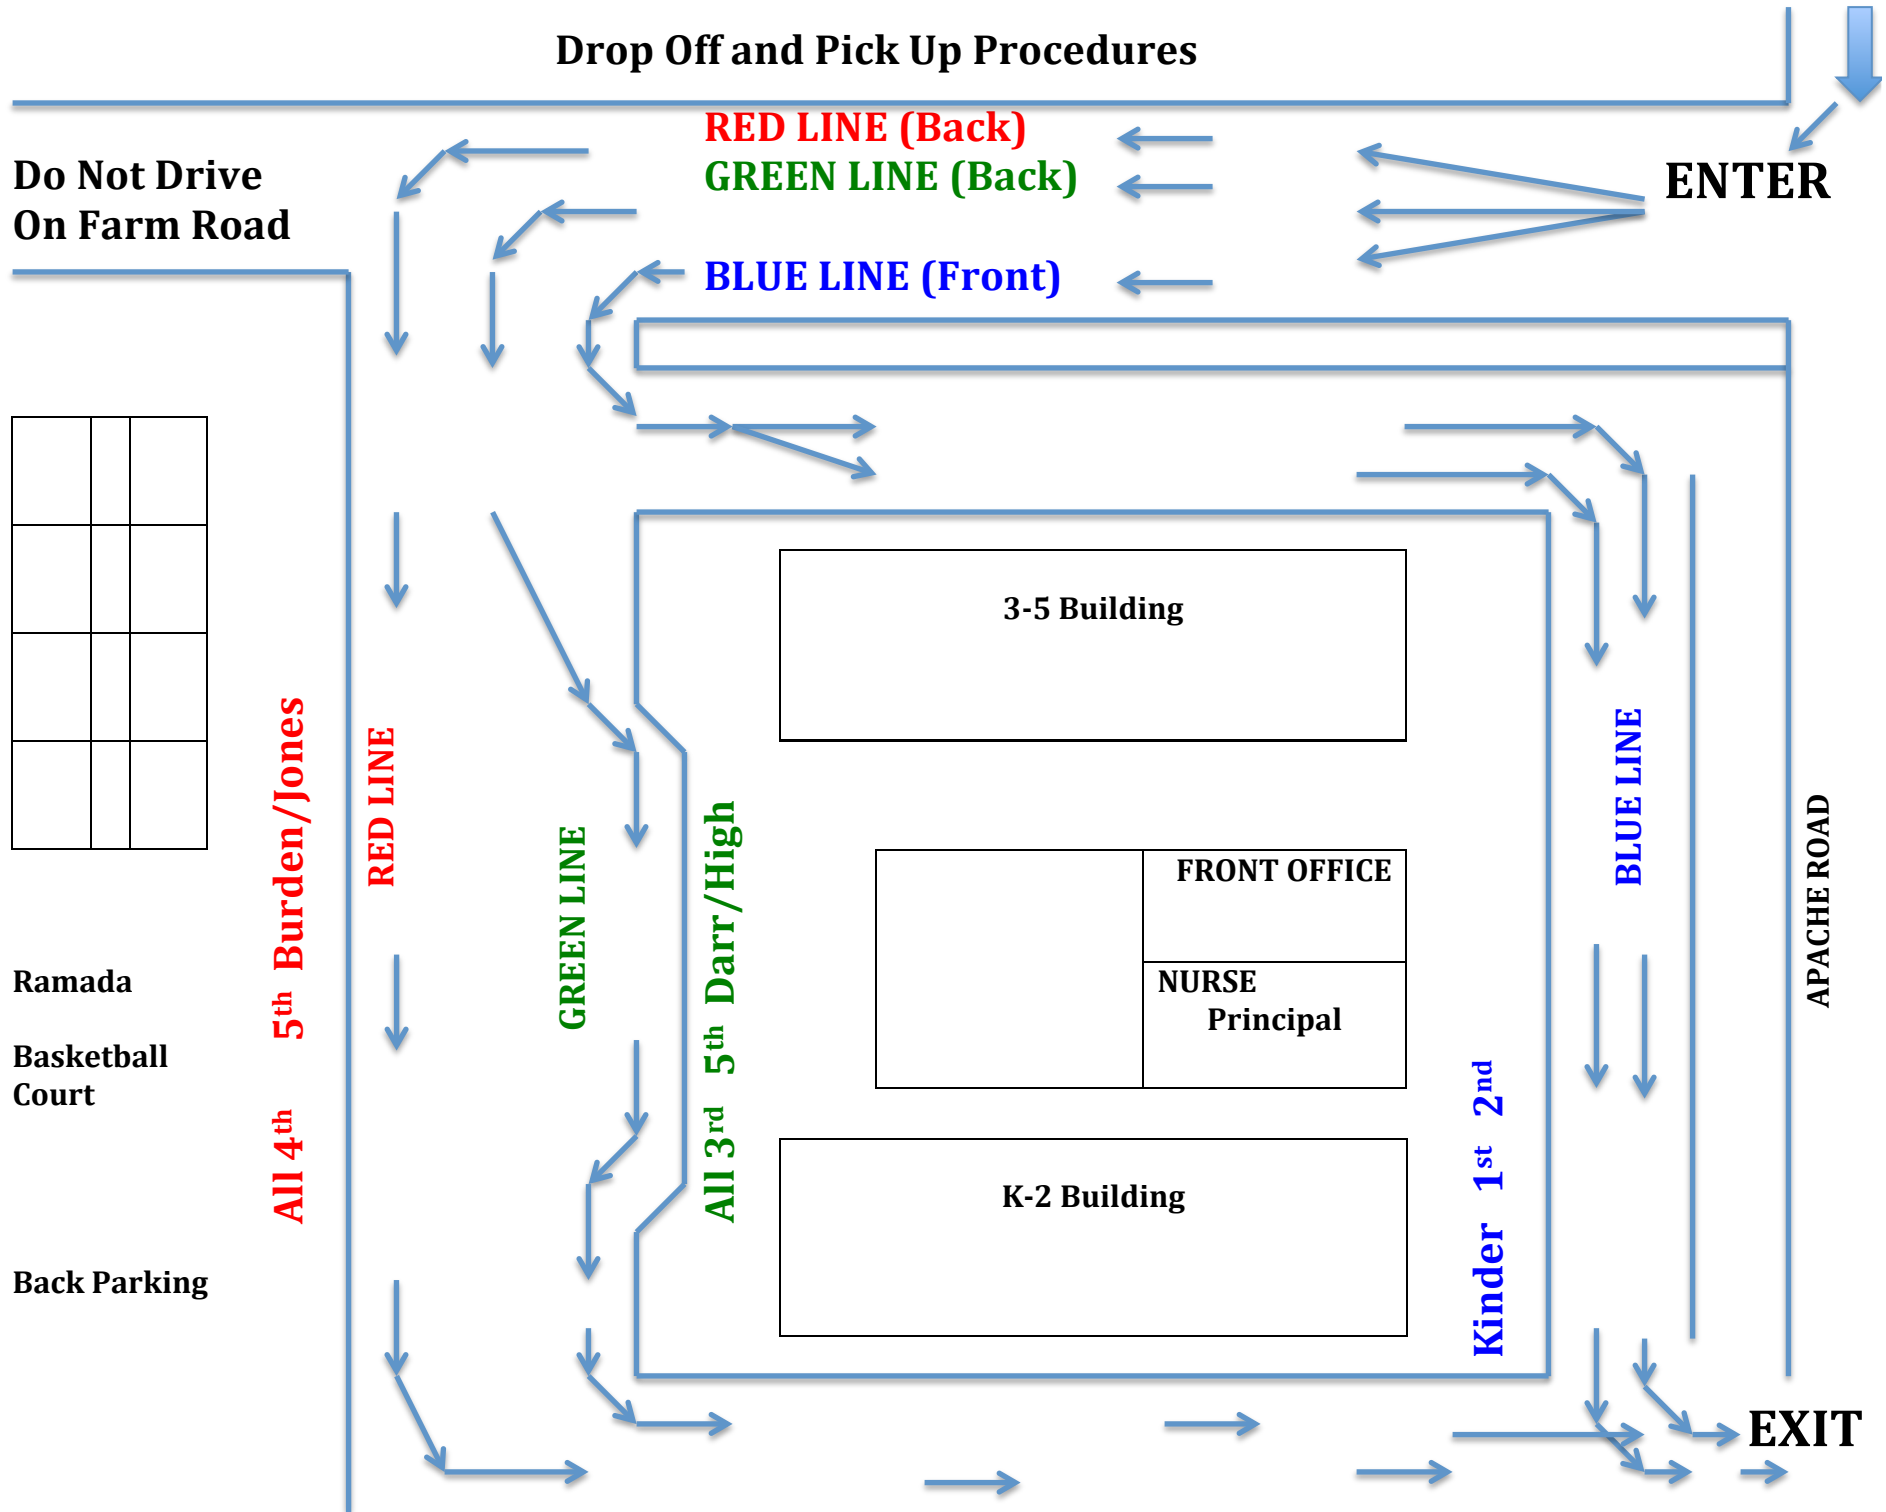 Drop Off and Pick Up Procedures
RED LINE (Back)
GREEN LINE (Back)
BLUE LINE (Front)
ENTER
Do Not Drive
On Farm Road
3-5 Building
All 4th 5th Burden/Jones
RED LINE
GREEN LINE
All 3rd 5th Darr/High
FRONT OFFICE
NURSE
Principal
BLUE LINE
APACHE ROAD
Ramada
Basketball
Court
K-2 Building
Kinder 1st 2nd
Back Parking
EXIT